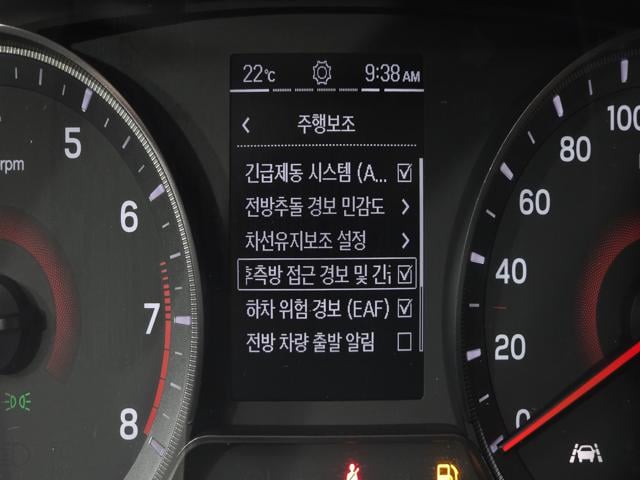 22°C 9:38 AM
주행보조
긴급제동 시스템 (A...
전방추돌 경보 민감도
차선유지보조 설정
측방 접근 경보 및 긴
하차 위험 경보 (EAF)
전방 차량 출발 알림
rpm
5
6
7
8
100
80
60
40
20
0